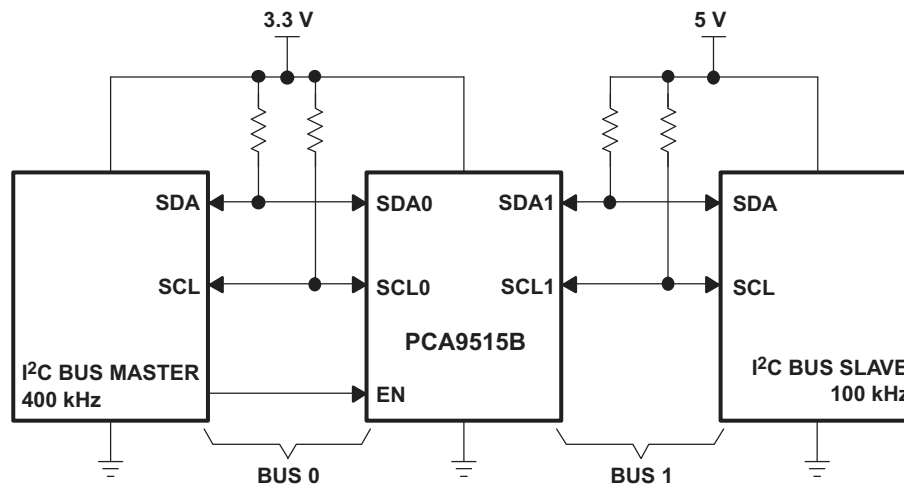 3.3 V
5 V
SDA
SCL
I²C BUS MASTER
400 kHz
SDA0
SDA1
SCL0
SCL1
PCA9515B
EN
SDA
SCL
I²C BUS SLAVE
100 kHz
BUS 0
BUS 1